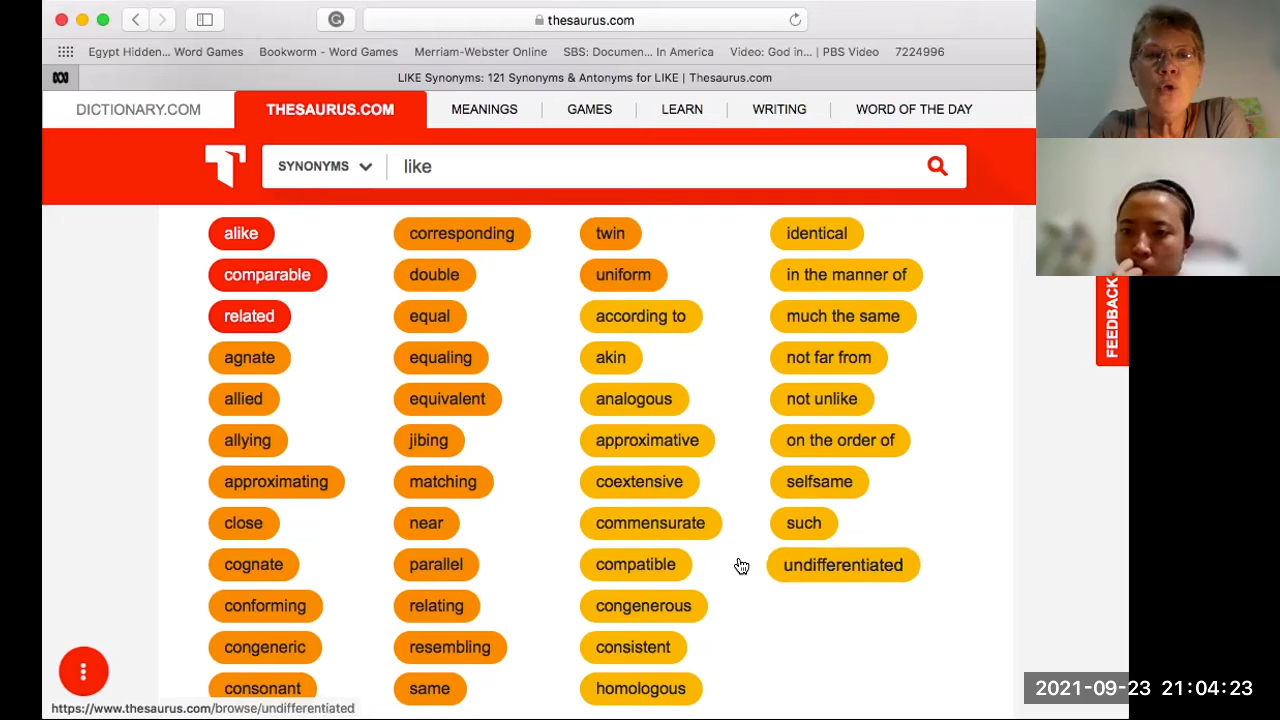 thesaurus.com
Egypt Hidden... Word Games Bookworm - Word Games Merriam-Webster Online SBS: Documen... In America Video: God in... | PBS Video 7224996
LIKE Synonyms: 121 Synonyms & Antonyms for LIKE | Thesaurus.com
DICTIONARY.COM THESAURUS.COM MEANINGS GAMES LEARN WRITING WORD OF THE DAY
SYNONYMS like
alike corresponding twin identical
comparable double uniform in the manner of
related equal according to much the same
agnate equaling akin not far from
allied equivalent analogous not unlike
allying jibing approximative on the order of
approximating matching coextensive selfsame
close near commensurate such
cognate parallel compatible undifferentiated
conforming relating congenerous
congeneric resembling consistent
consonant same homologous
FEEDBACK
https://www.thesaurus.com/browse/undifferentiated
2021-09-23 21:04:23